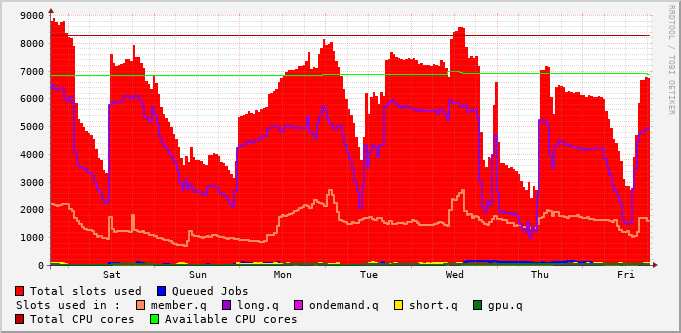 9000
8000
7000
6000
5000
4000
3000
2000
1000
0
Sat Sun Mon Tue Wed Thu Fri
RRDTOOL / TOBI OETIKER
Total slots used Queued Jobs
Slots used in : member.q long.q ondemand.q short.q gpu.q
Total CPU cores Available CPU cores